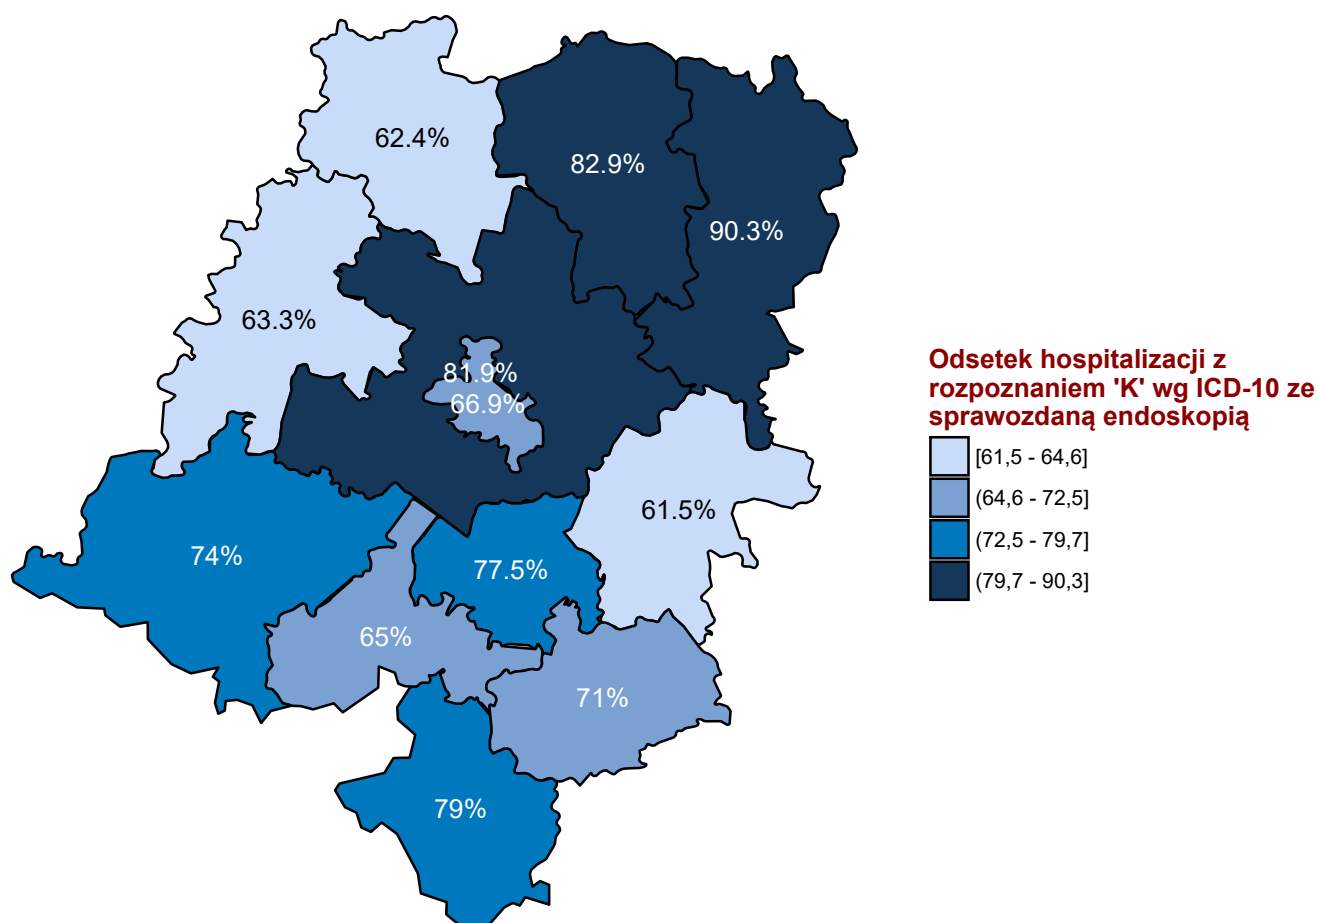 62.4%
82.9%
90.3%
63.3%
81.9%
66.9%
61.5%
74%
77.5%
65%
71%
79%
Odsetek hospitalizacji z
rozpoznaniem 'K' wg ICD-10 ze
sprawozdaną endoskopią
[61,5 - 64,6]
(64,6 - 72,5]
(72,5 - 79,7]
(79,7 - 90,3]